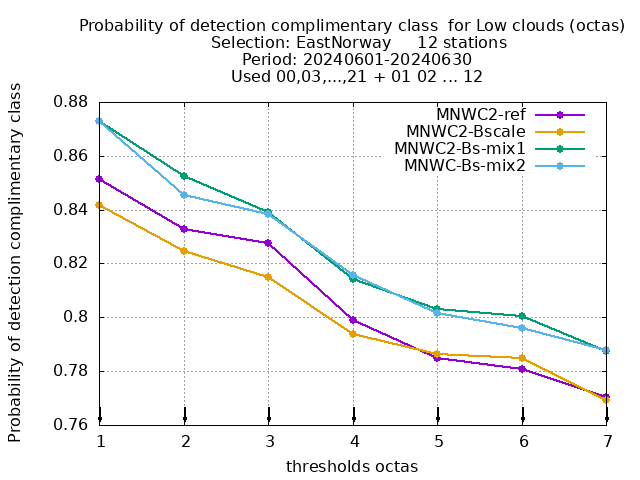 Probability of detection complimentary class  for Low clouds (octas)
Selection: EastNorway     12 stations
Period: 20240601-20240630
Used 00,03,...,21 + 01 02 ... 12
Probability of detection complimentary class
0.88
0.86
0.84
0.82
0.8
0.78
0.76
MNWC2-ref
MNWC2-Bscale
MNWC2-Bs-mix1
MNWC-Bs-mix2
1 2 3 4 5 6 7
thresholds octas